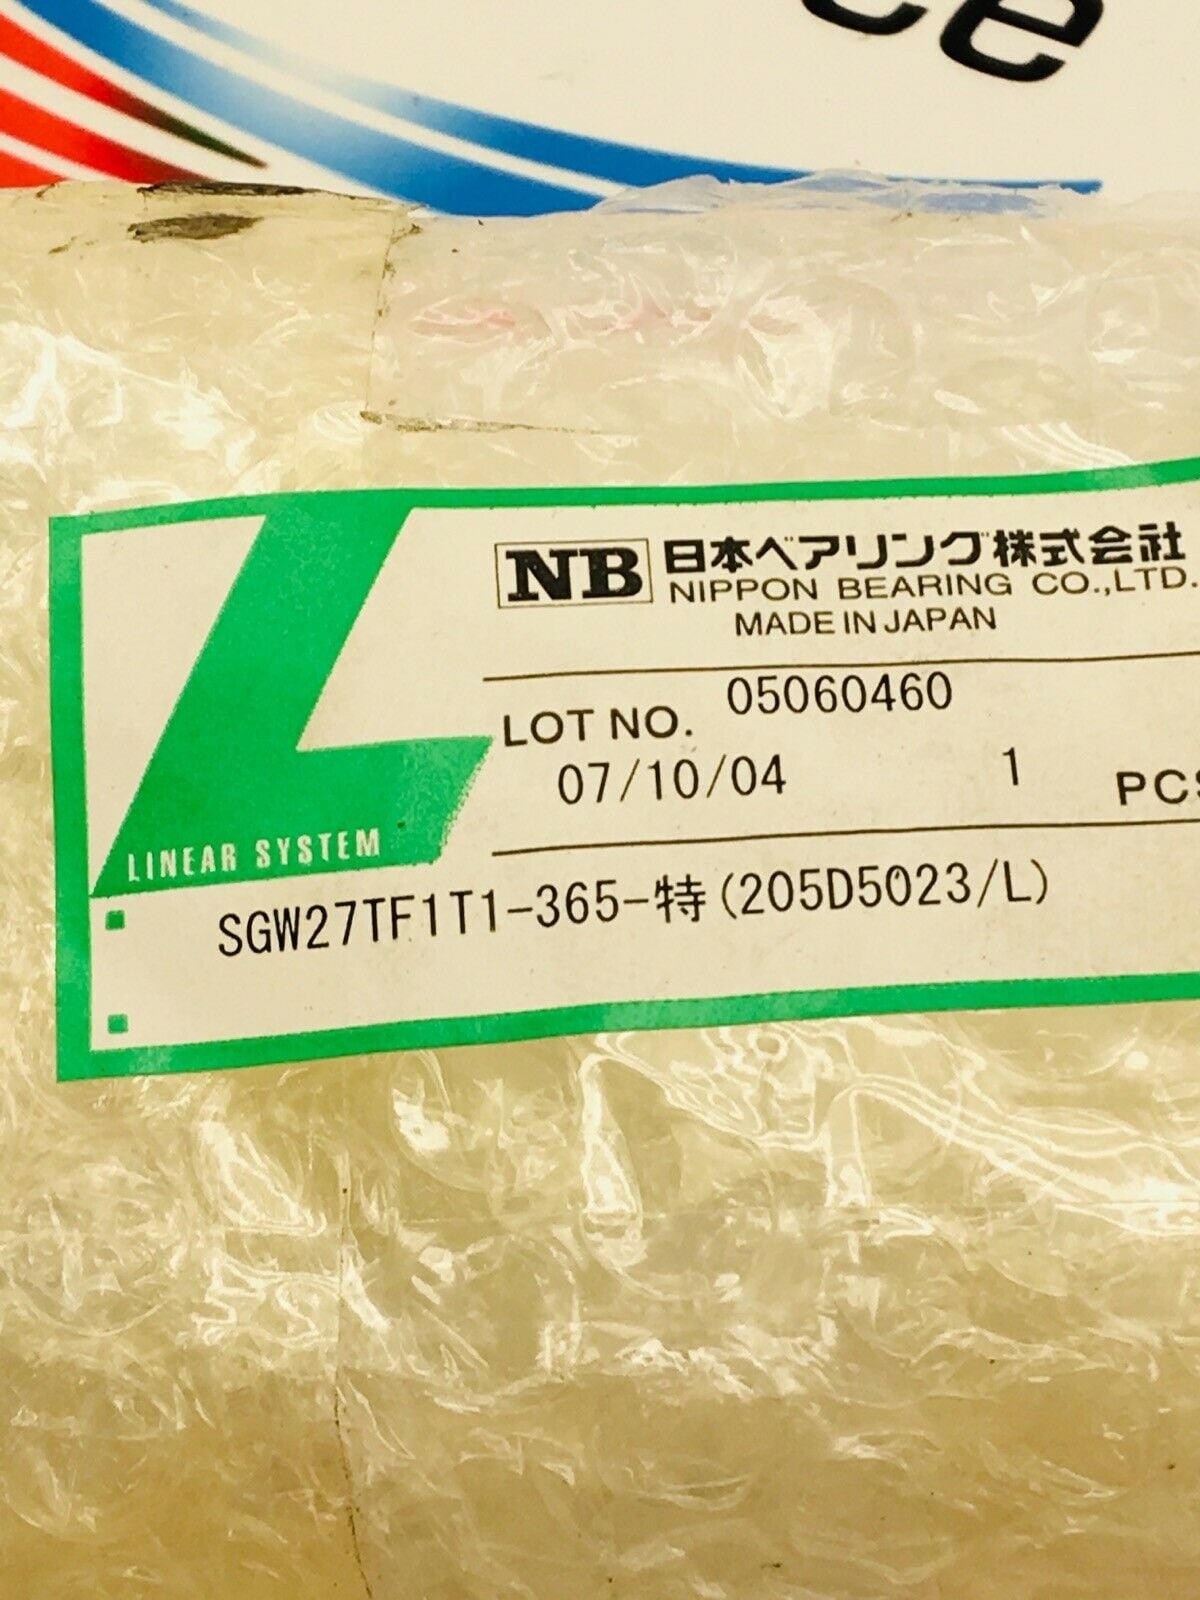 NB 日本ベアリング株式会社
NIPPON BEARING CO.,LTD.
MADE IN JAPAN
LOT NO. 05060460
07/10/04 1 PCS
LINEAR SYSTEM
SGW27TF1T1-365-特(205D5023/L)